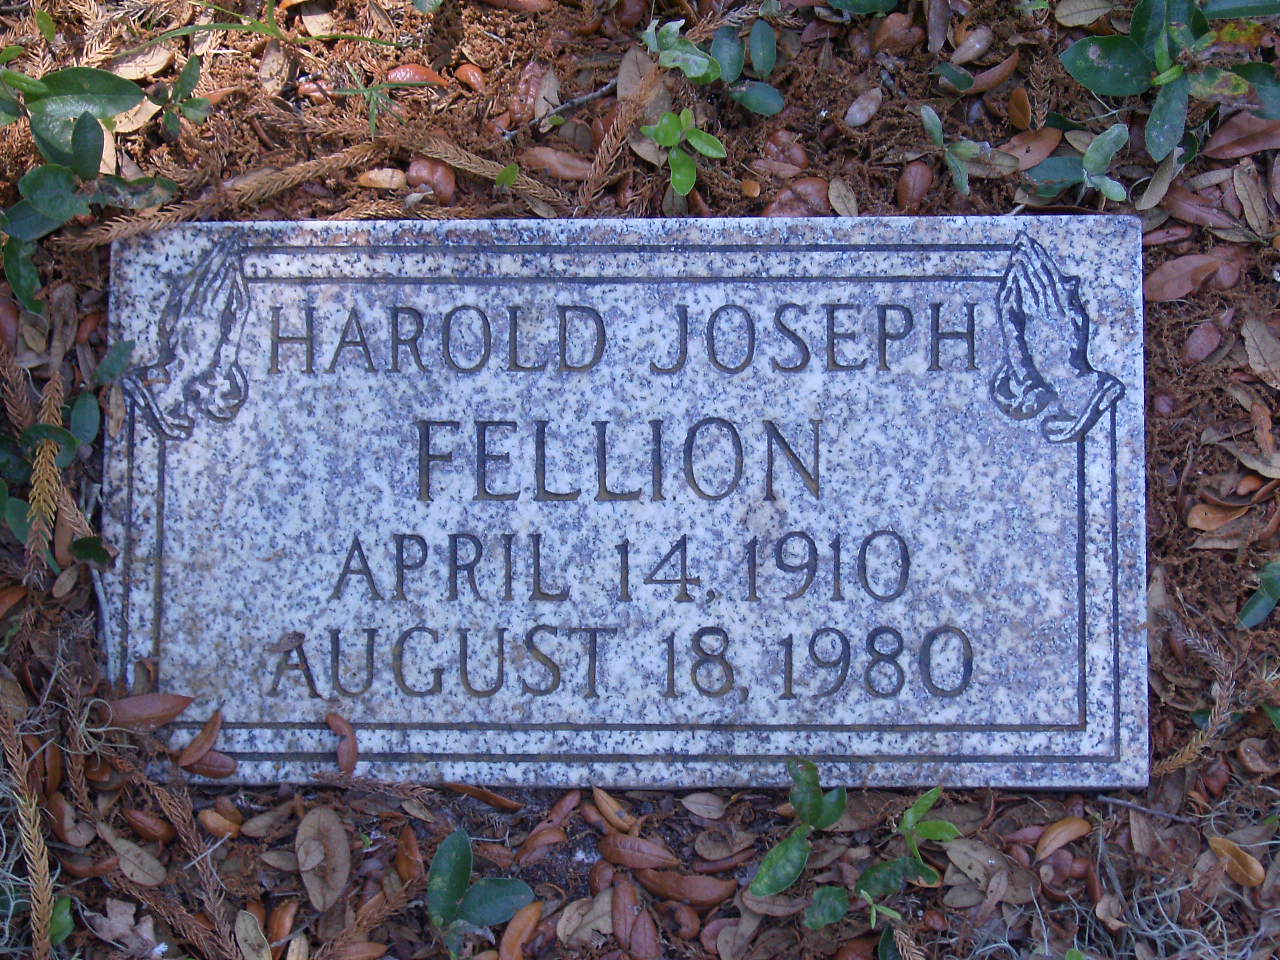 HAROLD JOSEPH
FELLION
APRIL 14, 1910
AUGUST 18, 1980